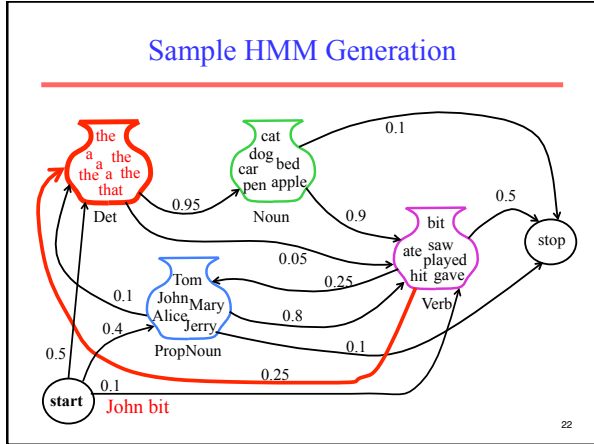 Sample HMM Generation
the
a a the
the a the
that
Det
cat
dog
car bed
pen apple
Noun
bit
ate saw
played
hit gave
Verb
Tom
John Mary
Alice
Jerry
PropNoun
start
stop
0.95
0.1
0.9
0.5
0.05
0.25
0.1
0.8
0.4
0.1
0.5
0.25
0.1
John bit
22